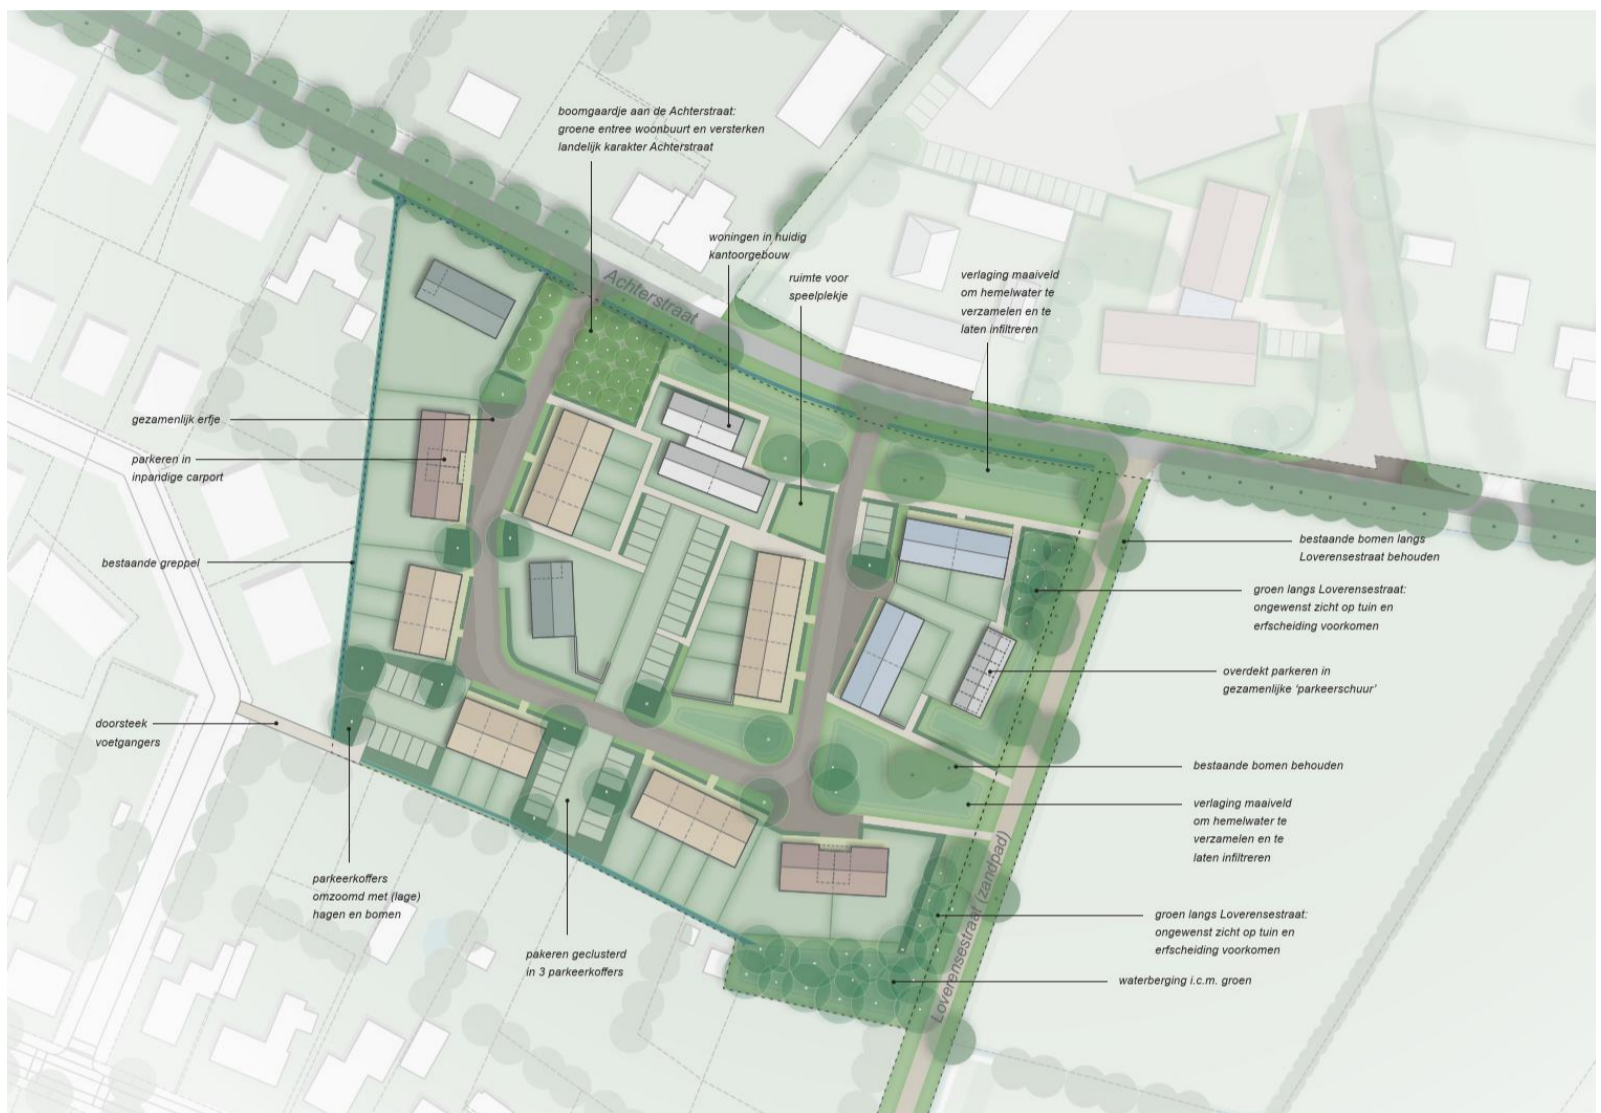 boomgaardje aan de Achterstraat:
groene entree woonbuurt en versterken
landelijk karakter Achterstraat
woningen in huidig
kantoorgebouw
ruimte voor
speelplekje
verlaging maaiveld
om hemelwater te
verzamelen en te
laten infiltreren
Achterstraat
gezamenlijk erfje
parkeren in
inpandige carport
bestaande greppel
doorsteek
voetgangers
parkeerkoffers
omzoomd met (lage)
hagen en bomen
pakeren geclusterd
in 3 parkeerkoffers
bestaande bomen langs
Loverensestraat behouden
groen langs Loverensestraat:
ongewenst zicht op tuin en
erfscheiding voorkomen
overdekt parkeren in
gezamenlijke 'parkeerschuur'
bestaande bomen behouden
verlaging maaiveld
om hemelwater te
verzamelen en te
laten infiltreren
Loverensestraat (zandpad)
groen langs Loverensestraat:
ongewenst zicht op tuin en
erfscheiding voorkomen
waterberging i.c.m. groen